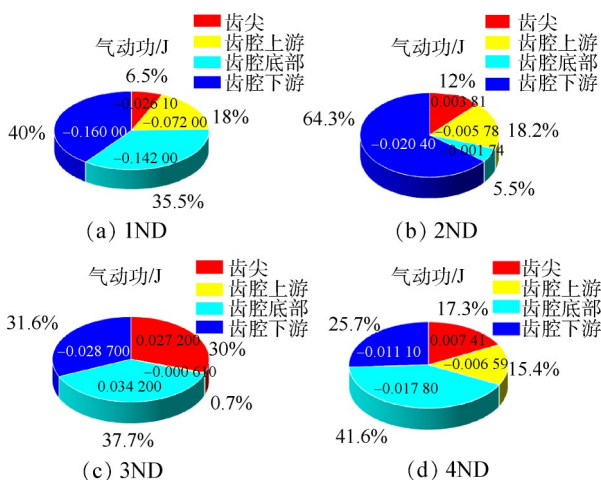 气动功/J
齿尖
齿腔上游
齿腔底部
齿腔下游
6.5%
-0.026 10
18%
-0.072 00
40%
-0.160 00
-0.142 00
35.5%
(a) 1ND
气动功/J
齿尖
齿腔上游
齿腔底部
齿腔下游
12%
0.003 81
64.3%
-0.005 78
18.2%
-0.020 40
-0.001 74
5.5%
(b) 2ND
气动功/J
齿尖
齿腔上游
齿腔底部
齿腔下游
31.6%
0.027 200
30%
-0.028 700
-0.000 610
0.034 200
0.7%
37.7%
(c) 3ND
气动功/J
齿尖
齿腔上游
齿腔底部
齿腔下游
17.3%
25.7%
0.007 41
-0.011 10
-0.006 59
15.4%
-0.017 80
41.6%
(d) 4ND